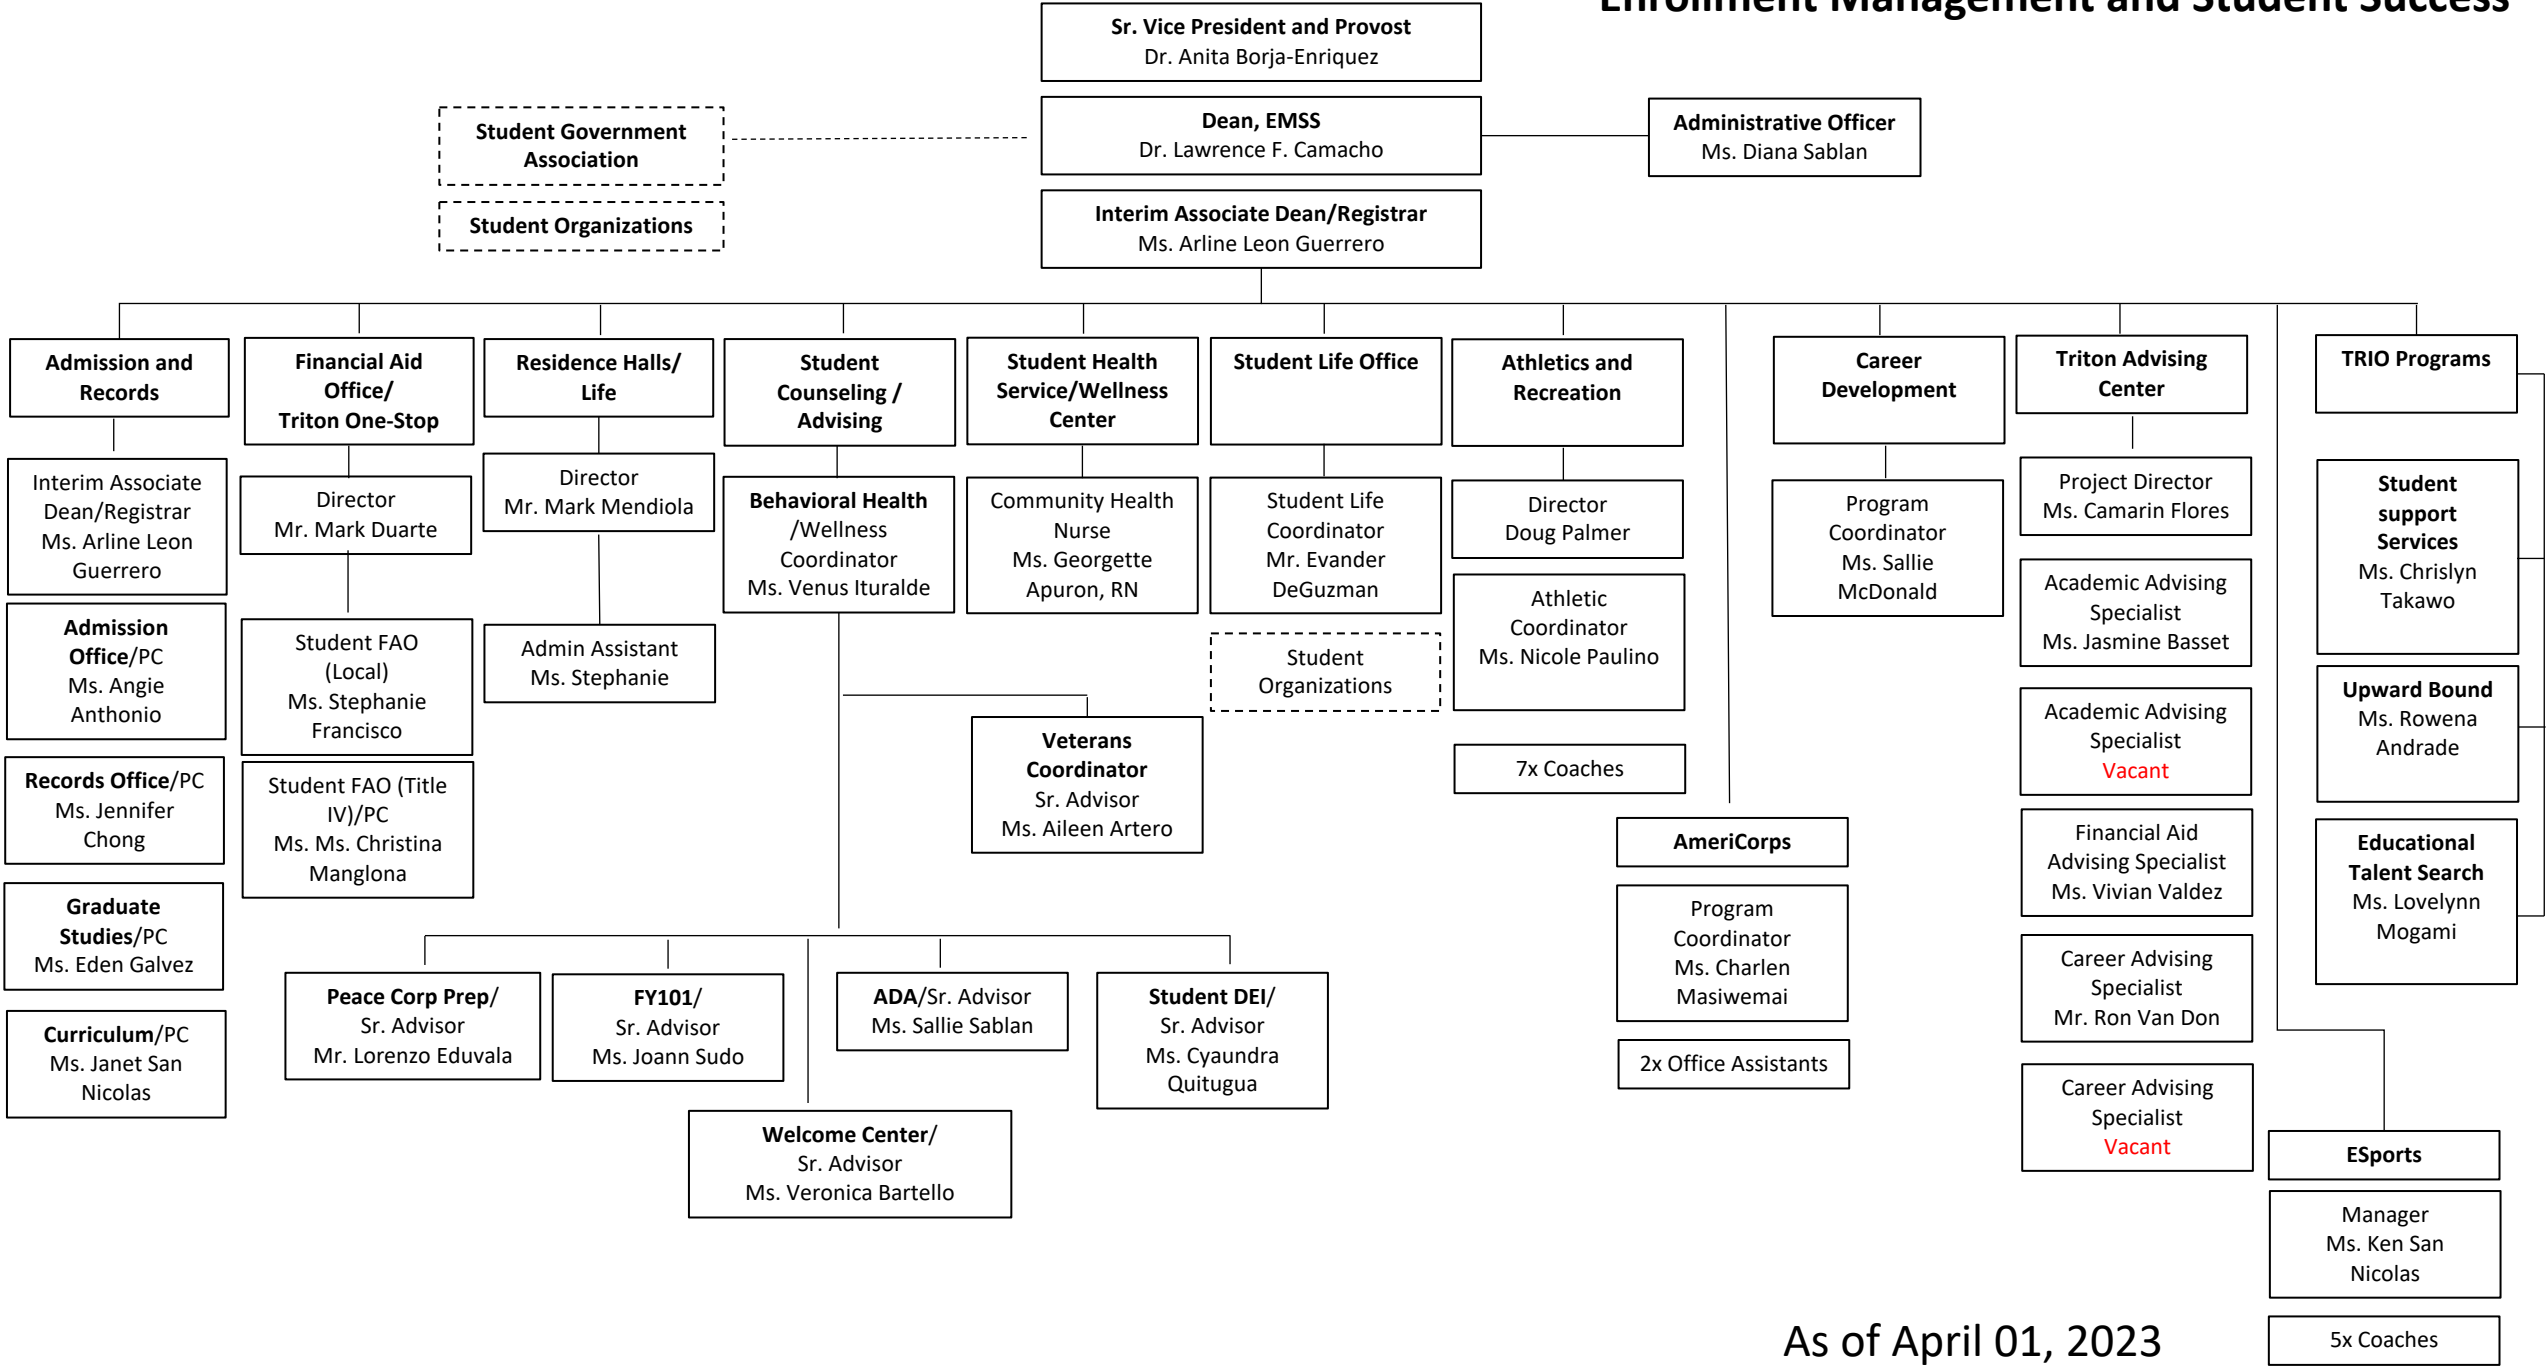 Enrollment Management and Student Success
Sr. Vice President and Provost
Dr. Anita Borja-Enriquez
Student Government
Association
Dean, EMSS
Dr. Lawrence F. Camacho
Administrative Officer
Ms. Diana Sablan
Student Organizations
Interim Associate Dean/Registrar
Ms. Arline Leon Guerrero
Admission and
Records
Interim Associate
Dean/Registrar
Ms. Arline Leon
Guerrero
Admission
Office/PC
Ms. Angie
Anthonio
Records Office/PC
Ms. Jennifer
Chong
Graduate
Studies/PC
Ms. Eden Galvez
Curriculum/PC
Ms. Janet San
Nicolas
Financial Aid
Office/
Triton One-Stop
Director
Mr. Mark Duarte
Student FAO
(Local)
Ms. Stephanie
Francisco
Student FAO (Title
IV)/PC
Ms. Ms. Christina
Manglona
Residence Halls/
Life
Director
Mr. Mark Mendiola
Admin Assistant
Ms. Stephanie
Student
Counseling /
Advising
Behavioral Health
/Wellness
Coordinator
Ms. Venus Ituralde
Veterans
Coordinator
Sr. Advisor
Ms. Aileen Artero
Peace Corp Prep/
Sr. Advisor
Mr. Lorenzo Eduvala
FY101/
Sr. Advisor
Ms. Joann Sudo
Welcome Center/
Sr. Advisor
Ms. Veronica Bartello
ADA/Sr. Advisor
Ms. Sallie Sablan
Student DEI/
Sr. Advisor
Ms. Cyaundra
Quitugua
Student Health
Service/Wellness
Center
Community Health
Nurse
Ms. Georgette
Apuron, RN
Student Life Office
Student Life
Coordinator
Mr. Evander
DeGuzman
Student
Organizations
Athletics and
Recreation
Director
Doug Palmer
Athletic
Coordinator
Ms. Nicole Paulino
7x Coaches
AmeriCorps
Program
Coordinator
Ms. Charlen
Masiwemai
2x Office Assistants
Career
Development
Program
Coordinator
Ms. Sallie
McDonald
Triton Advising
Center
Project Director
Ms. Camarin Flores
Academic Advising
Specialist
Ms. Jasmine Basset
Academic Advising
Specialist
Vacant
Financial Aid
Advising Specialist
Ms. Vivian Valdez
Career Advising
Specialist
Mr. Ron Van Don
Career Advising
Specialist
Vacant
ESports
Manager
Ms. Ken San
Nicolas
5x Coaches
TRIO Programs
Student
support
Services
Ms. Chrislyn
Takawo
Upward Bound
Ms. Rowena
Andrade
Educational
Talent Search
Ms. Lovelynn
Mogami
As of April 01, 2023